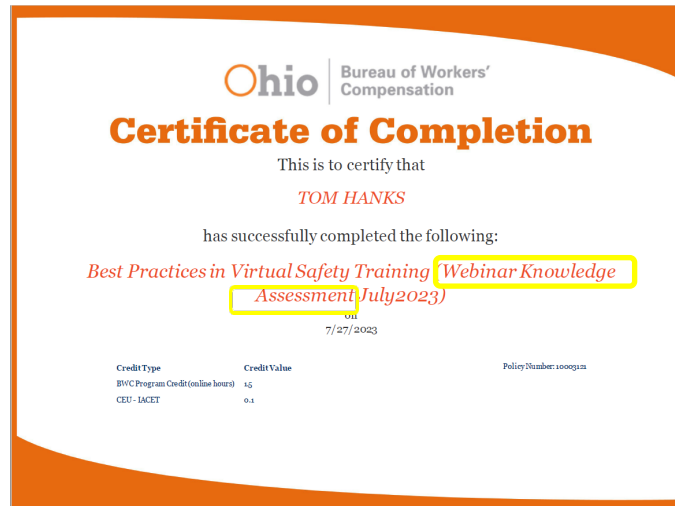 Ohio Bureau of Workers'
Compensation
Certificate of Completion
This is to certify that
TOM HANKS
has successfully completed the following:
Best Practices in Virtual Safety Training (Webinar Knowledge
Assessment July2023)
on
7/27/2023
Credit Type Credit Value Policy Number: 10003121
BWC Program Credit (online hours) 1.5
CEU - IACET 0.1